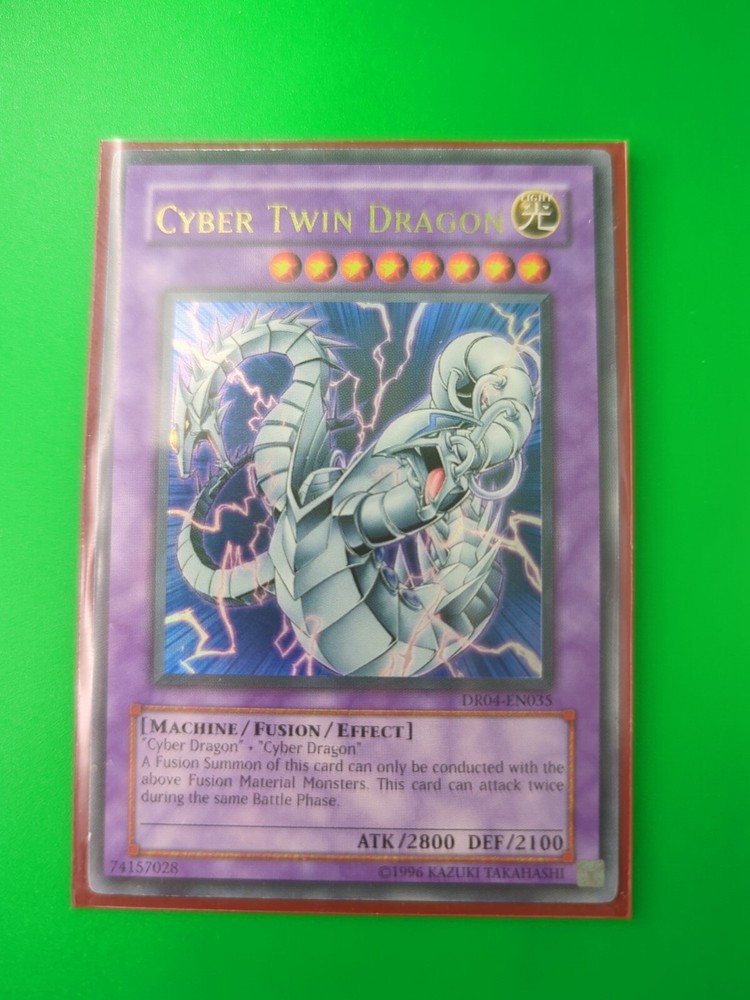 CYBER TWIN DRAGON
LIGHT
光
DR04-EN035
[MACHINE/FUSION/EFFECT]
"Cyber Dragon" + "Cyber Dragon"
A Fusion Summon of this card can only be conducted with the
above Fusion Material Monsters. This card can attack twice
during the same Battle Phase.
ATK/2800 DEF/2100
74157028
©1996 KAZUKI TAKAHASHI